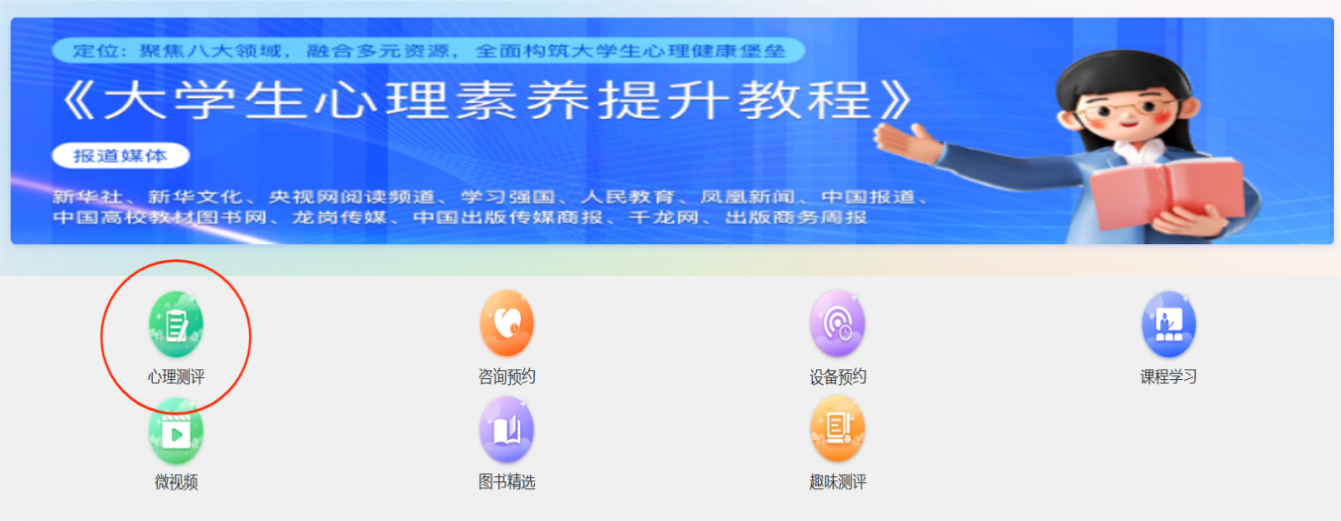 定位：聚焦八大领域，融合多元资源，全面构筑大学生心理健康堡垒
《大学生心理素养提升教程》
报道媒体
新华社、新华文化、央视网阅读频道、学习强国、人民教育、凤凰新闻、中国报道、
中国高校教材图书网、龙岗传媒、中国出版传媒商报、千龙网、出版商务周报
心理测评
咨询预约
设备预约
课程学习
微视频
图书精选
趣味测评